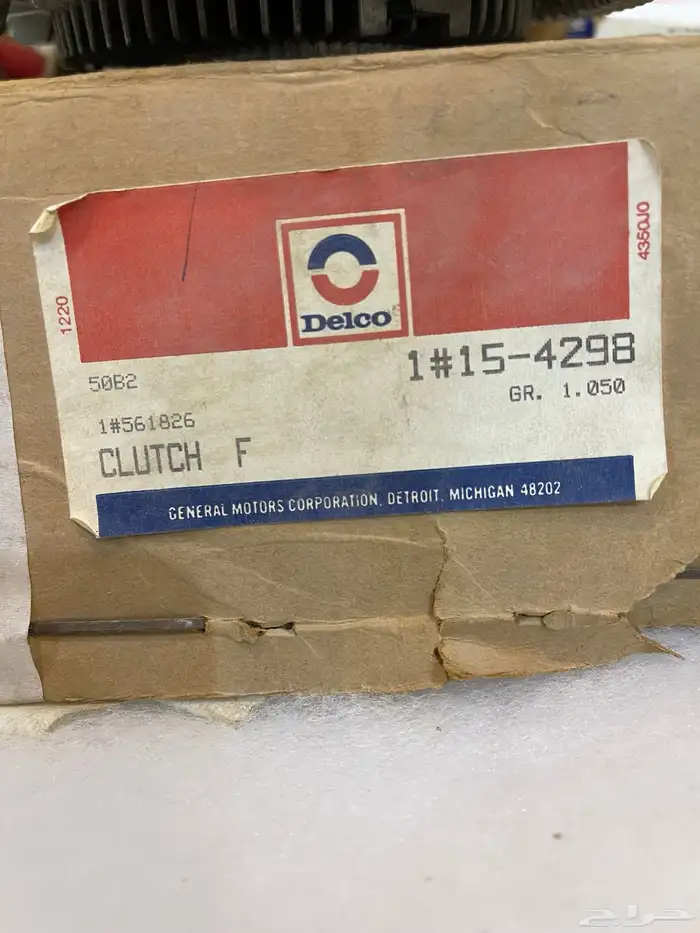 4350JO
1220
Delco
50B2
1#15-4298
GR. 1.050
1#561826
CLUTCH F
GENERAL MOTORS CORPORATION, DETROIT, MICHIGAN 48202
حراج